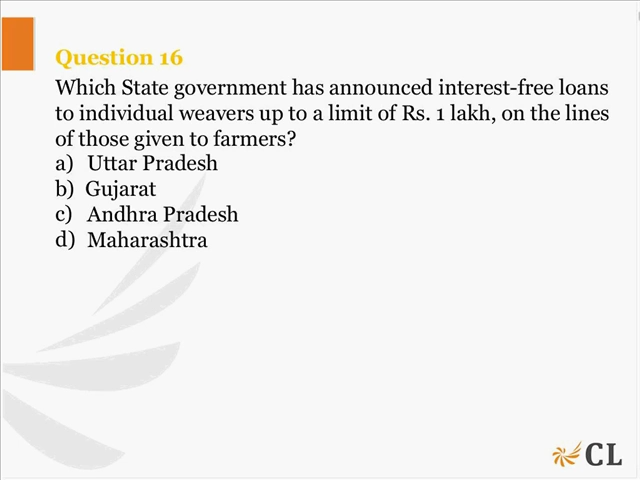 Question 16
Which State government has announced interest-free loans
to individual weavers up to a limit of Rs. 1 lakh, on the lines
of those given to farmers?
a) Uttar Pradesh
b) Gujarat
c) Andhra Pradesh
d) Maharashtra
CL